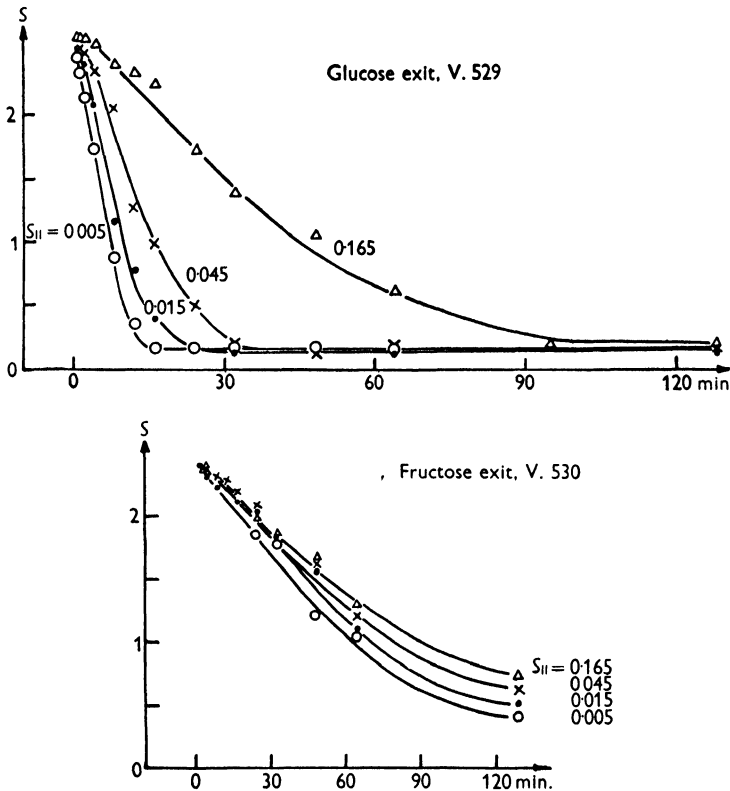 S
Glucose exit, V. 529
2
S₁₁ = 0·005
1
0·165
0·045
0·015
0
0 30 60 90 120 min
S
, Fructose exit, V. 530
2
1
S₁₁ = 0·165
0 045
0·015
0·005
0
0 30 60 90 120 min.